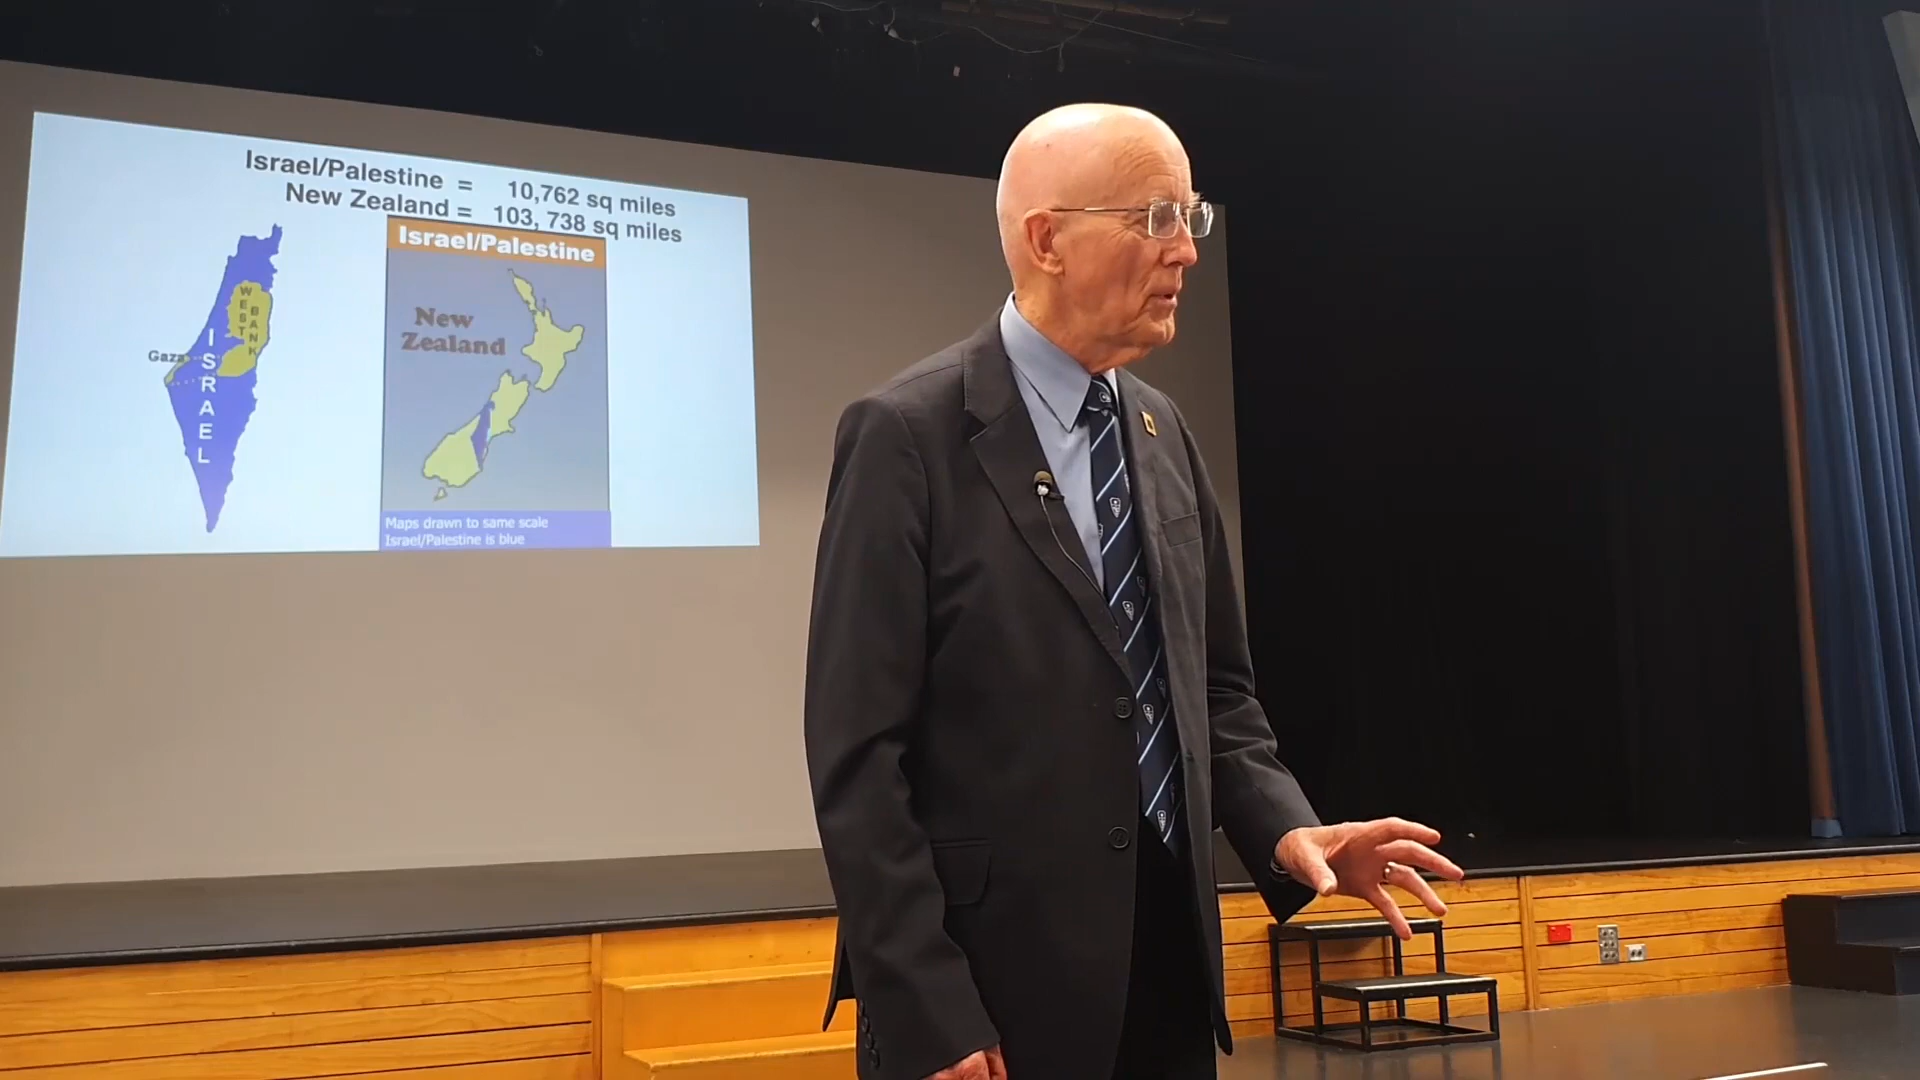 Israel/Palestine = 10,762 sq miles
New Zealand = 103, 738 sq miles
WEST
BANK
Gaza
ISRAEL
Israel/Palestine
New
Zealand
Maps drawn to same scale
Israel/Palestine is blue